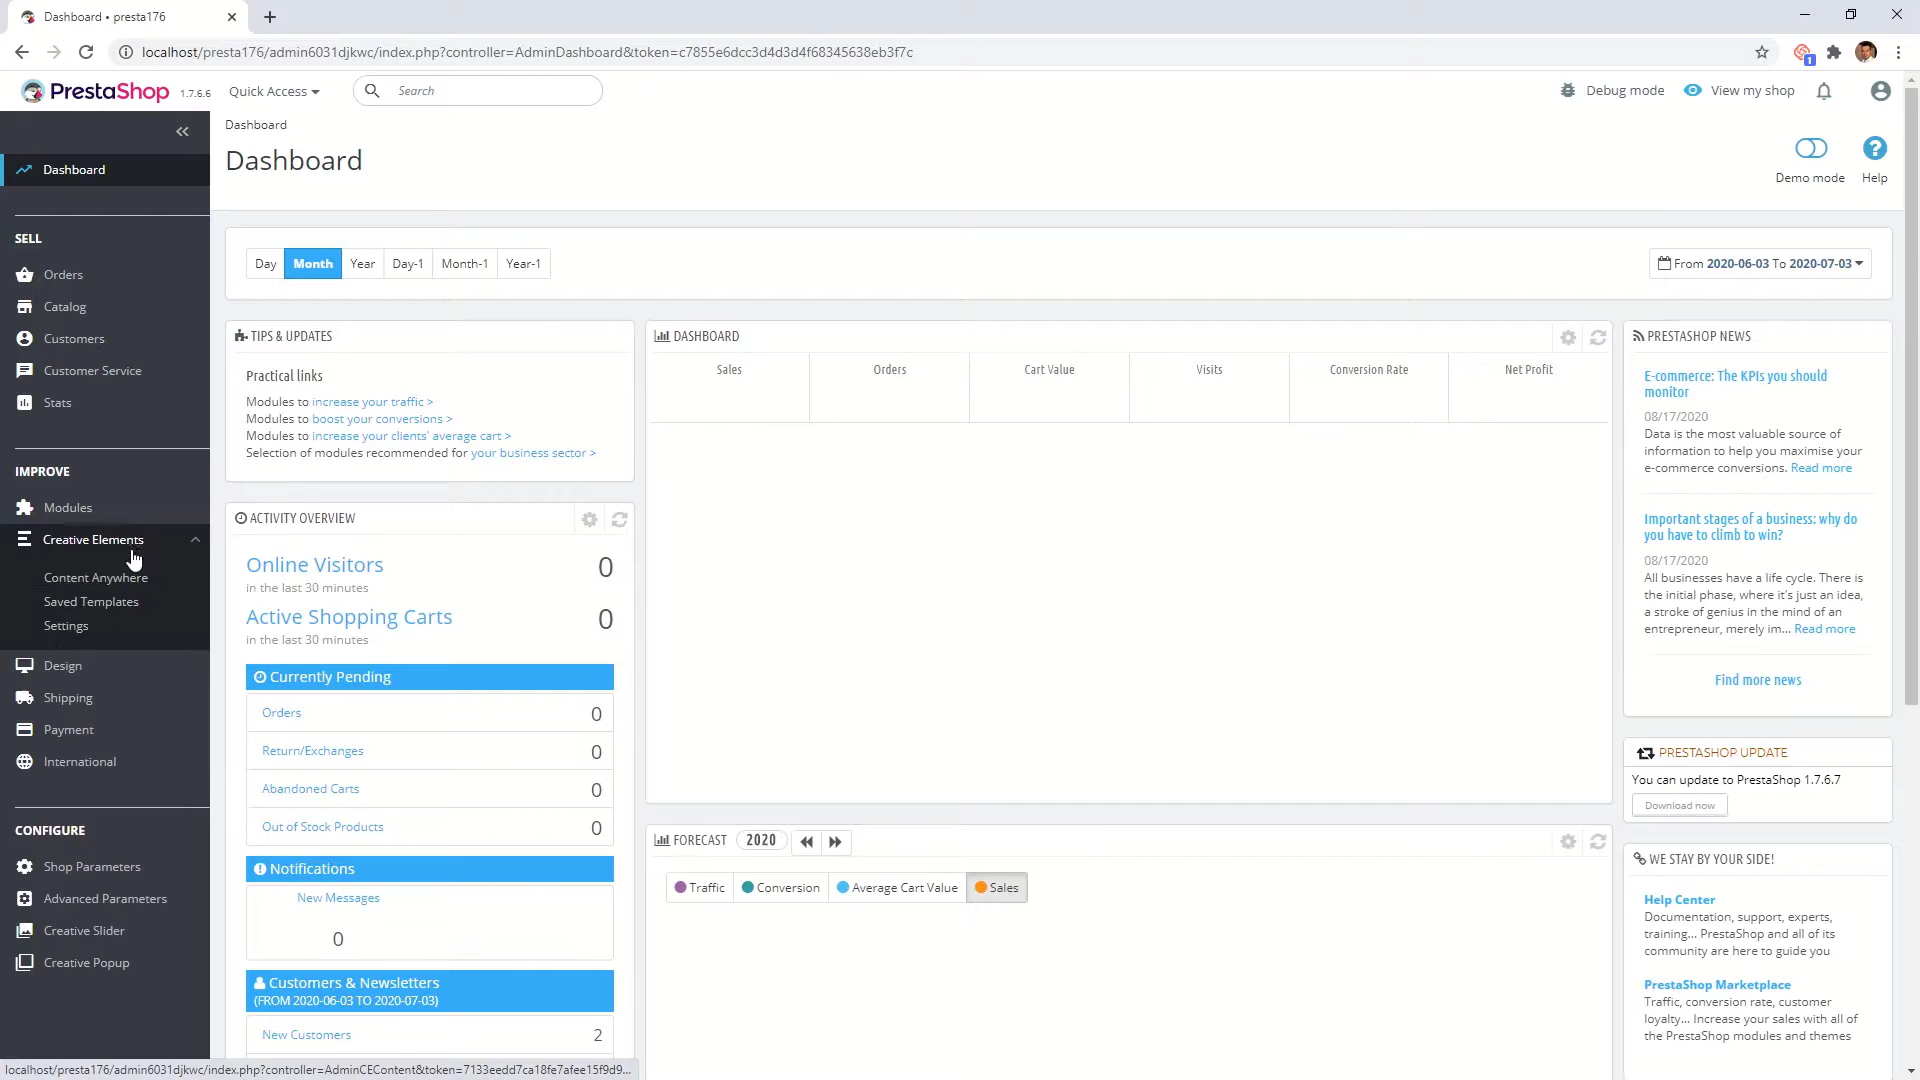 Dashboard • presta176
localhost/presta176/admin6031djkwc/index.php?controller=AdminDashboard&token=c7855e6dcc3d4d3d4f68345638eb3f7c
1
PrestaShop 1.7.6.6 Quick Access Search Debug mode View my shop
Dashboard
Dashboard
Demo mode Help
Dashboard
SELL
Orders
Catalog
Customers
Customer Service
Stats
IMPROVE
Modules
Creative Elements
Content Anywhere
Saved Templates
Settings
Design
Shipping
Payment
International
CONFIGURE
Shop Parameters
Advanced Parameters
Creative Slider
Creative Popup
Day Month Year Day-1 Month-1 Year-1
From 2020-06-03 To 2020-07-03
TIPS & UPDATES
Practical links
Modules to increase your traffic >
Modules to boost your conversions >
Modules to increase your clients' average cart >
Selection of modules recommended for your business sector >
ACTIVITY OVERVIEW
Online Visitors 0
in the last 30 minutes
Active Shopping Carts 0
in the last 30 minutes
Currently Pending
Orders 0
Return/Exchanges 0
Abandoned Carts 0
Out of Stock Products 0
Notifications
New Messages
0
Customers & Newsletters
(FROM 2020-06-03 TO 2020-07-03)
New Customers 2
DASHBOARD
Sales Orders Cart Value Visits Conversion Rate Net Profit
FORECAST 2020
Traffic Conversion Average Cart Value Sales
PRESTASHOP NEWS
E-commerce: The KPIs you should
monitor
08/17/2020
Data is the most valuable source of
information to help you maximise your
e-commerce conversions. Read more
Important stages of a business: why do
you have to climb to win?
08/17/2020
All businesses have a life cycle. There is
the initial phase, where it's just an idea,
a stroke of genius in the mind of an
entrepreneur, merely im... Read more
Find more news
PRESTASHOP UPDATE
You can update to PrestaShop 1.7.6.7
Download now
WE STAY BY YOUR SIDE!
Help Center
Documentation, support, experts,
training... PrestaShop and all of its
community are here to guide you
PrestaShop Marketplace
Traffic, conversion rate, customer
loyalty... Increase your sales with all of
the PrestaShop modules and themes
localhost/presta176/admin6031djkwc/index.php?controller=AdminCEContent&token=7133eedd7ca18fe7afee15f9d9...